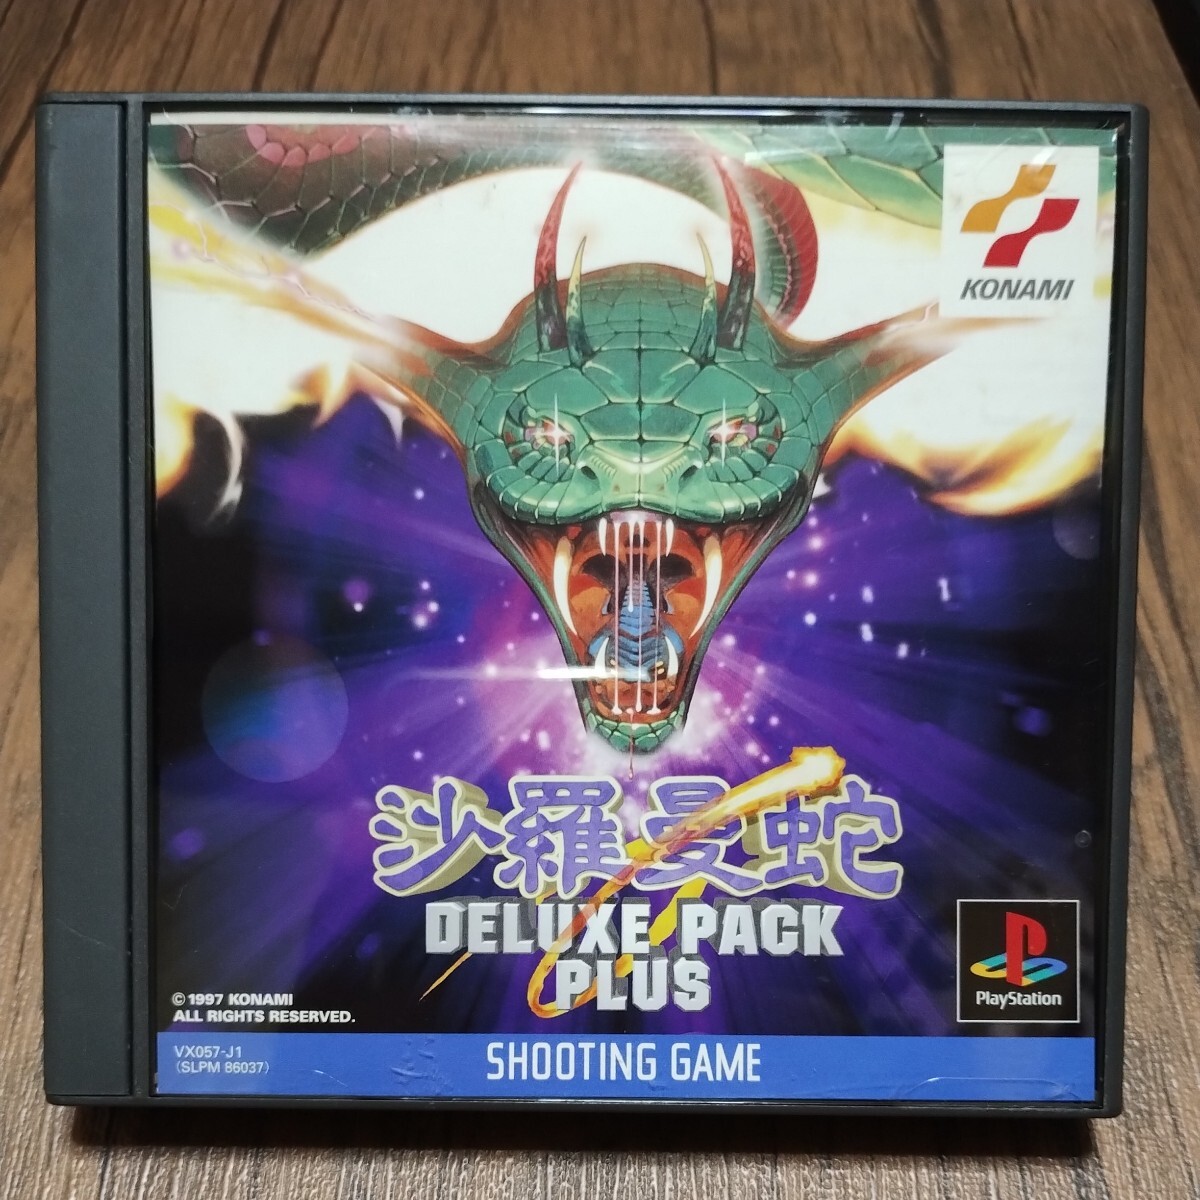 KONAMI
沙羅曼蛇
DELUXE PACK
PLUS
PlayStation
©1997 KONAMI
ALL RIGHTS RESERVED.
VX057-J1
(SLPM 86037)
SHOOTING GAME